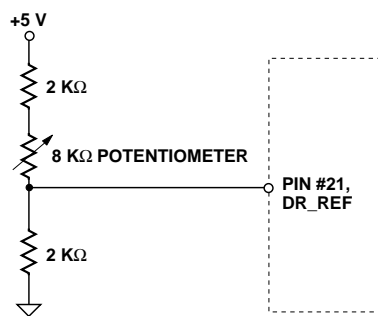 +5 V
2 KΩ
8 KΩ POTENTIOMETER
PIN #21,
DR_REF
2 KΩ